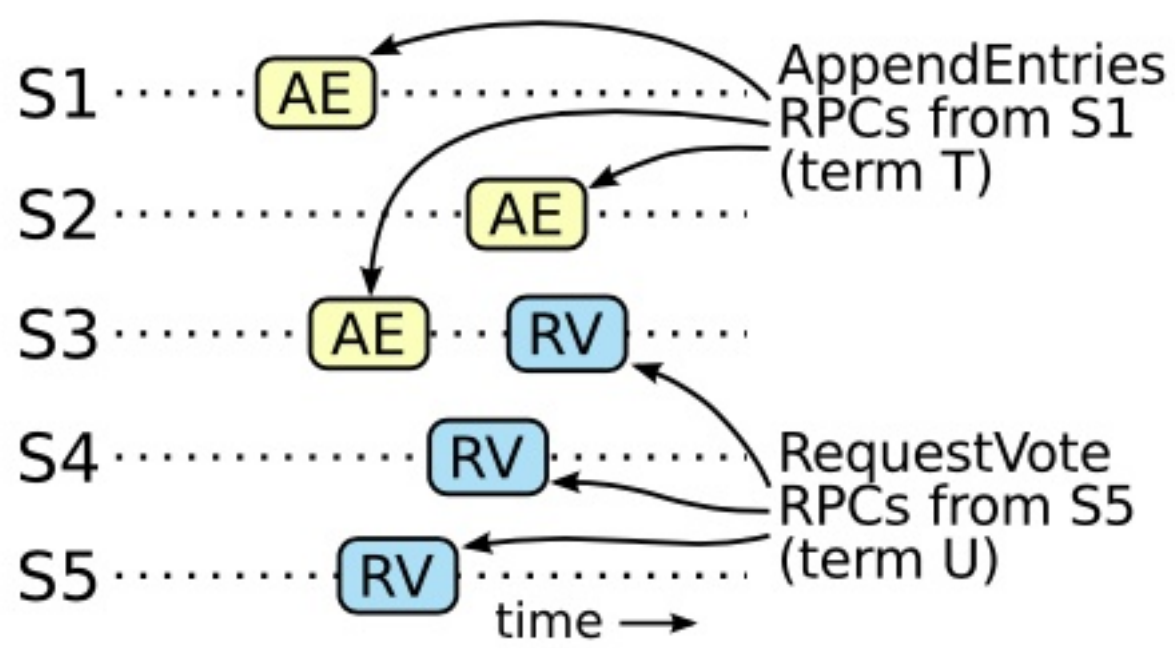 S1 AE
AppendEntries
RPCs from S1
(term T)
S2 AE
S3 AE RV
S4 RV
RequestVote
RPCs from S5
(term U)
S5 RV
time